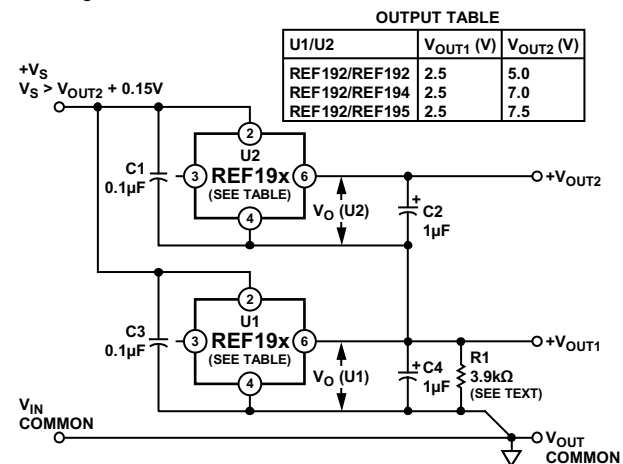 OUTPUT TABLE
U1/U2 VOUT1 (V) VOUT2 (V)
REF192/REF192 2.5 5.0
REF192/REF194 2.5 7.0
REF192/REF195 2.5 7.5
+VS
VS > VOUT2 + 0.15V
2
U2
C1
0.1µF
3
REF19x
6
(SEE TABLE)
4
VO (U2)
+
C2
1µF
+VOUT2
2
U1
C3
0.1µF
3
REF19x
6
(SEE TABLE)
4
VO (U1)
+
C4
1µF
R1
3.9kΩ
(SEE TEXT)
+VOUT1
VIN
COMMON
VOUT
COMMON